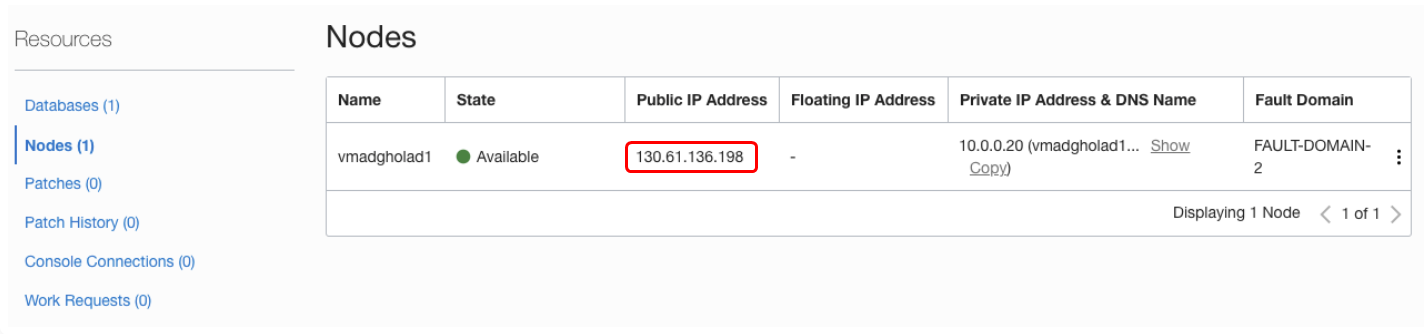 Resources
Databases (1)
Nodes (1)
Patches (0)
Patch History (0)
Console Connections (0)
Work Requests (0)
Nodes
Name State Public IP Address Floating IP Address Private IP Address & DNS Name Fault Domain
vmadgholad1 Available 130.61.136.198 - 10.0.0.20 (vmadgholad1... Show FAULT-DOMAIN-
Copy) 2
Displaying 1 Node < 1 of 1 >